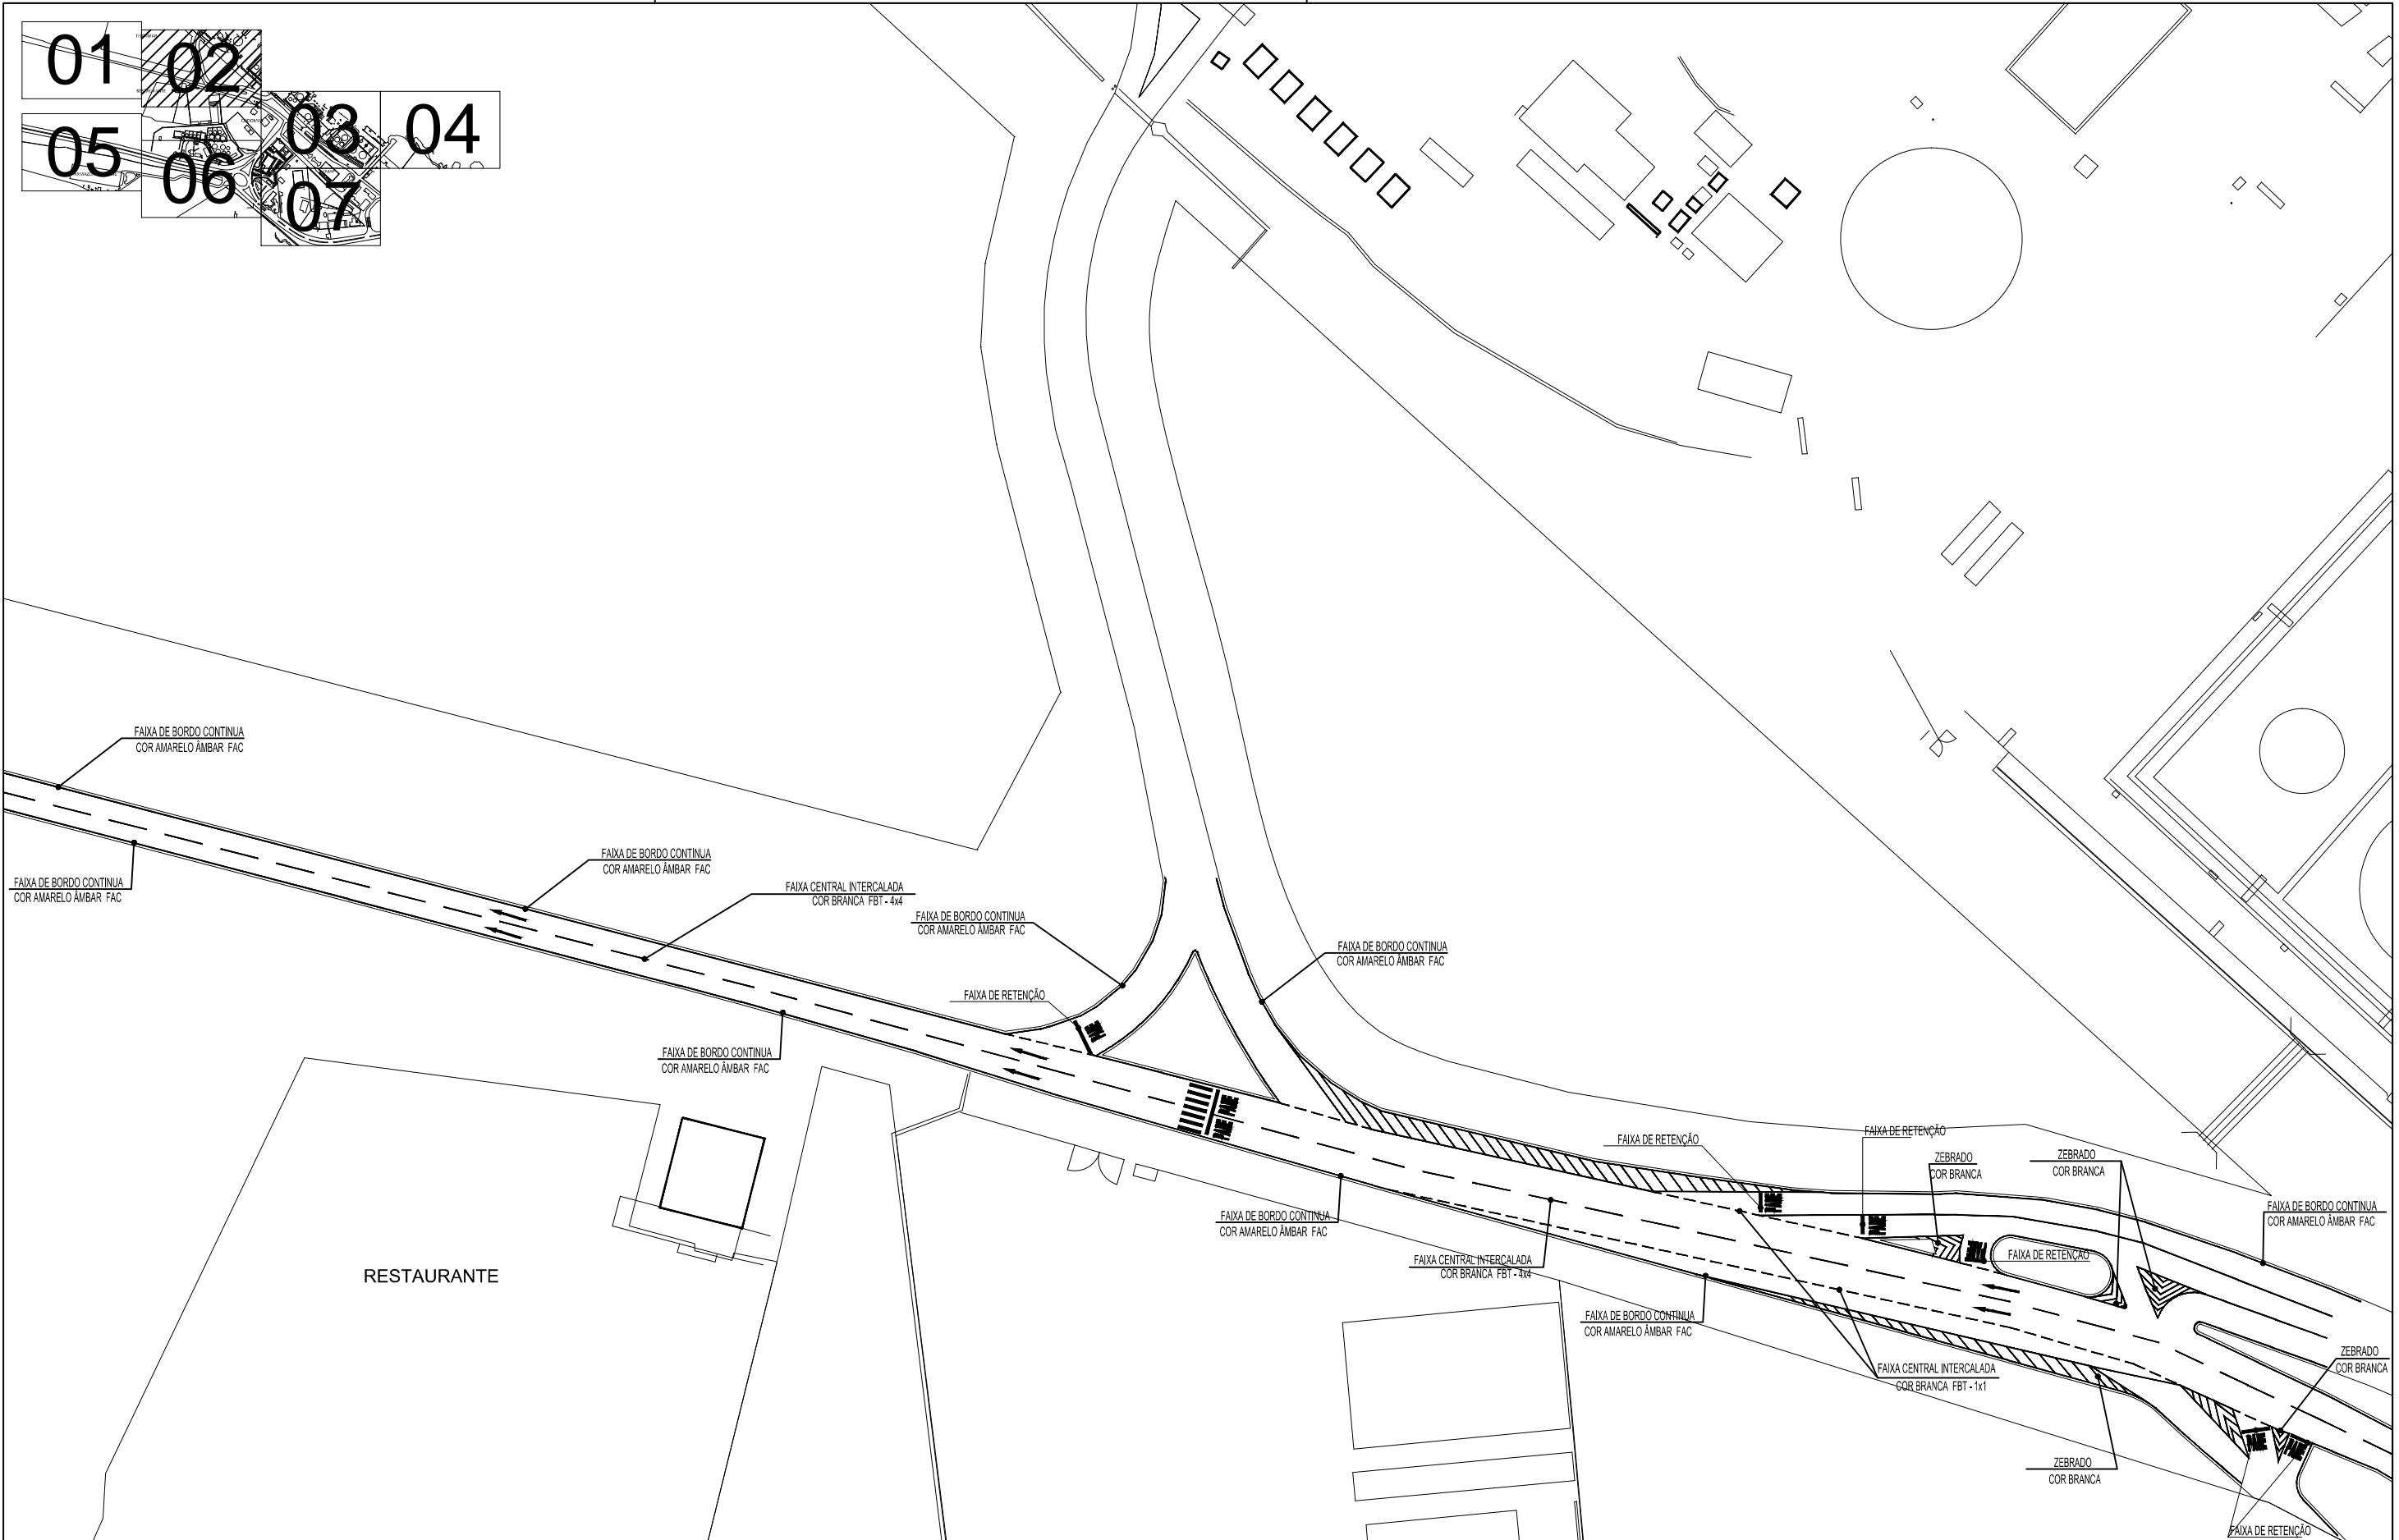 01
02
03
04
05
06
07
FAIXA DE BORDO CONTINUA
COR AMARELO ÂMBAR FAC
FAIXA DE BORDO CONTINUA
COR AMARELO ÂMBAR FAC
FAIXA DE BORDO CONTINUA
COR AMARELO ÂMBAR FAC
FAIXA CENTRAL INTERCALADA
COR BRANCA FBT - 4x4
FAIXA DE BORDO CONTINUA
COR AMARELO ÂMBAR FAC
FAIXA DE BORDO CONTINUA
COR AMARELO ÂMBAR FAC
FAIXA DE RETENÇÃO
FAIXA DE BORDO CONTINUA
COR AMARELO ÂMBAR FAC
RESTAURANTE
FAIXA DE RETENÇÃO
FAIXA DE RETENÇÃO
ZEBRADO
COR BRANCA
ZEBRADO
COR BRANCA
FAIXA DE BORDO CONTINUA
COR AMARELO ÂMBAR FAC
FAIXA DE BORDO CONTINUA
COR AMARELO ÂMBAR FAC
FAIXA DE RETENÇÃO
FAIXA CENTRAL INTERCALADA
COR BRANCA FBT - 4x4
FAIXA DE BORDO CONTINUA
COR AMARELO ÂMBAR FAC
FAIXA CENTRAL INTERCALADA
COR BRANCA FBT - 1x1
ZEBRADO
COR BRANCA
ZEBRADO
COR BRANCA
FAIXA DE RETENÇÃO